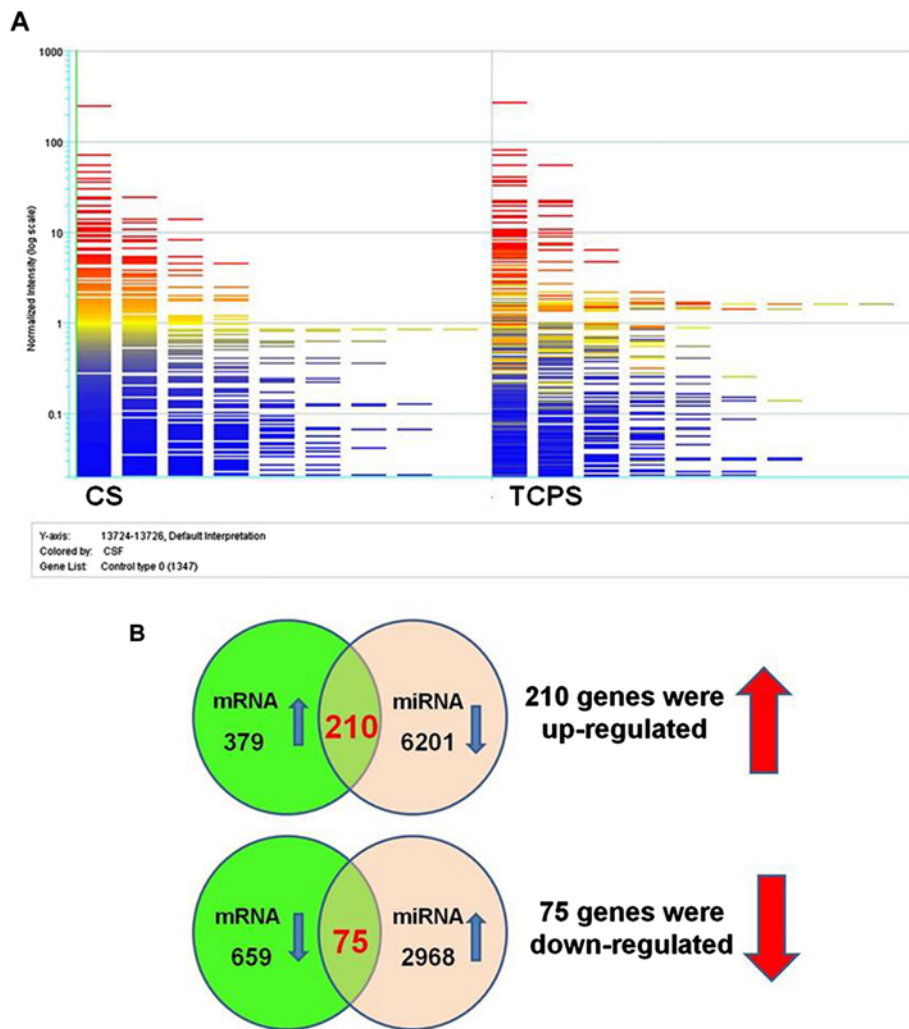 A
1000
100
10
1
0.1
Normalized Intensity (log scale)
CS
TCPS
Y-axis: 13724-13726, Default Interpretation
Colored by: CSF
Gene List: Control type 0 (1347)
B
mRNA
379
210
miRNA
6201
210 genes were
up-regulated
mRNA
659
75
miRNA
2968
75 genes were
down-regulated